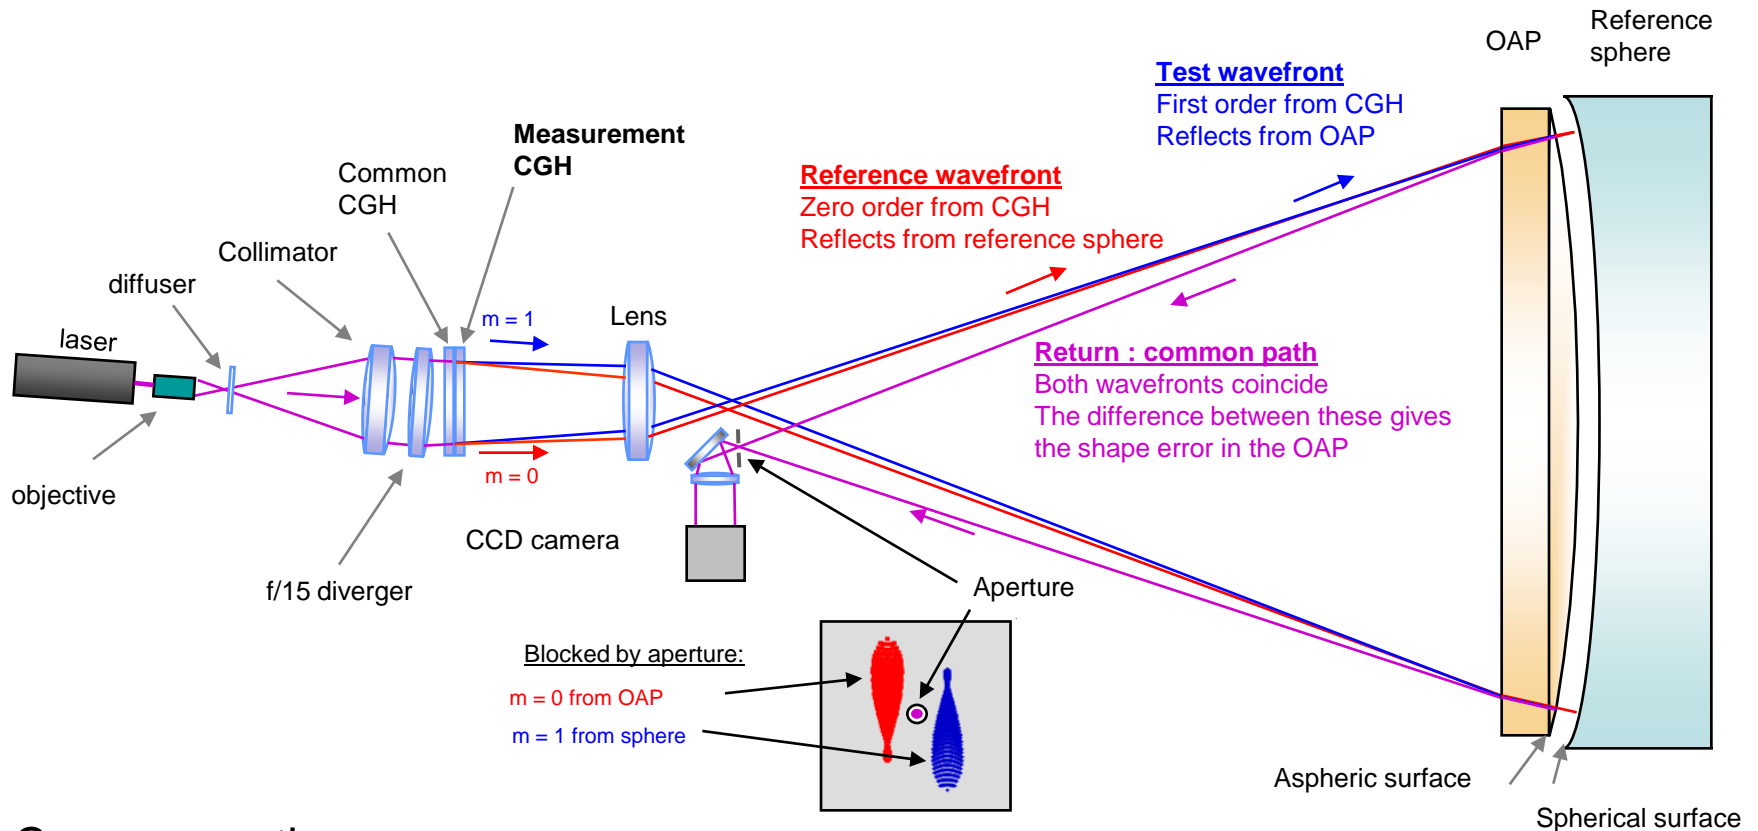 Reference
sphere
OAP
Test wavefront
First order from CGH
Reflects from OAP
Measurement
CGH
Common
CGH
Reference wavefront
Zero order from CGH
Reflects from reference sphere
Collimator
diffuser
laser
m = 1
Lens
Return : common path
Both wavefronts coincide
The difference between these gives
the shape error in the OAP
m = 0
objective
CCD camera
f/15 diverger
Aperture
Blocked by aperture:
m = 0 from OAP
m = 1 from sphere
Aspheric surface
Spherical surface